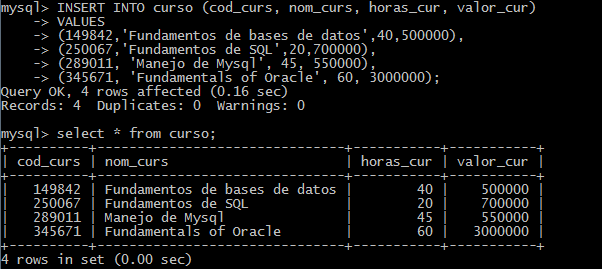 mysql> INSERT INTO curso (cod_curs, nom_curs, horas_cur, valor_cur)
    -> VALUES
    -> (149842,'Fundamentos de bases de datos',40,500000),
    -> (250067,'Fundamentos de SQL',20,700000),
    -> (289011, 'Manejo de Mysql', 45, 550000),
    -> (345671, 'Fundamentals of Oracle', 60, 3000000);
Query OK, 4 rows affected (0.16 sec)
Records: 4  Duplicates: 0  Warnings: 0
mysql> select * from curso;
+----------+-------------------------------+-----------+-----------+
| cod_curs | nom_curs                      | horas_cur | valor_cur |
+----------+-------------------------------+-----------+-----------+
|   149842 | Fundamentos de bases de datos |        40 |    500000 |
|   250067 | Fundamentos de SQL            |        20 |    700000 |
|   289011 | Manejo de Mysql               |        45 |    550000 |
|   345671 | Fundamentals of Oracle        |        60 |   3000000 |
+----------+-------------------------------+-----------+-----------+
4 rows in set (0.00 sec)